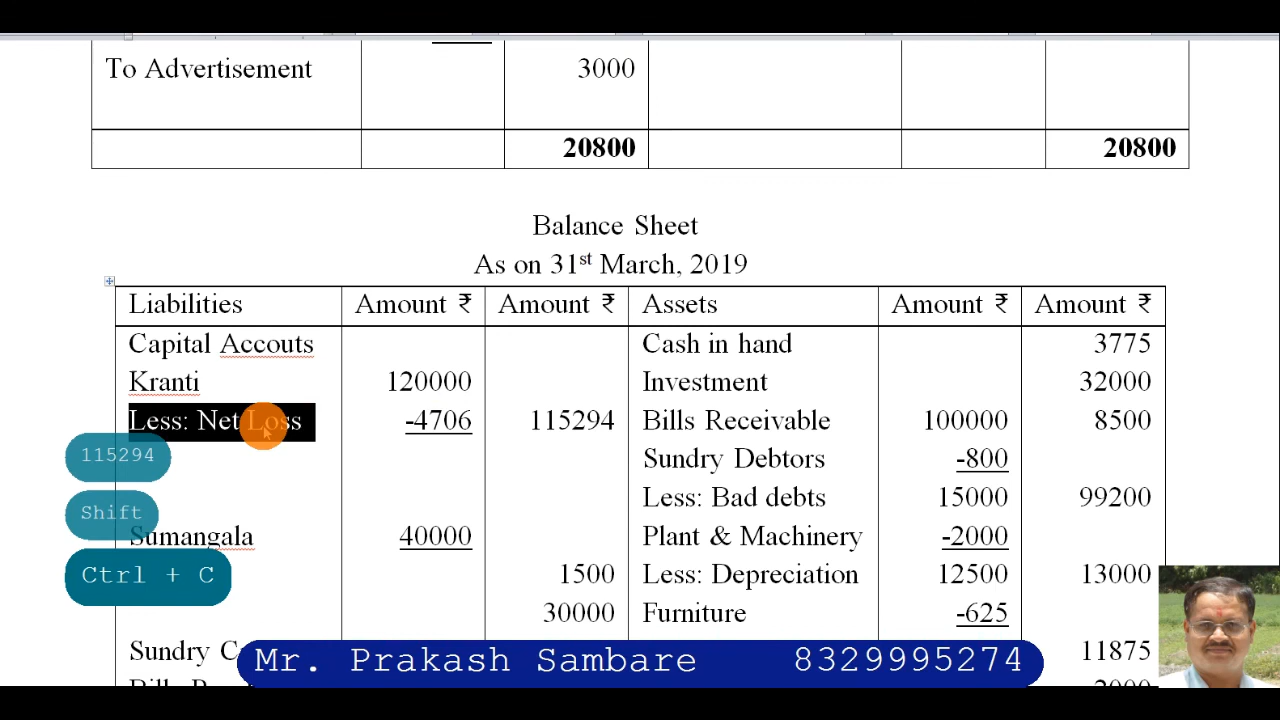 To Advertisement 3000
20800 20800
Balance Sheet
As on 31st March, 2019
Liabilities Amount ₹ Amount ₹ Assets Amount ₹ Amount ₹
Capital Accouts Cash in hand 3775
Kranti 120000 Investment 32000
Less: Net Loss -4706 115294 Bills Receivable 100000 8500
115294 Sundry Debtors -800
Shift Less: Bad debts 15000 99200
Sumangala 40000 Plant & Machinery -2000
Ctrl + C 1500 Less: Depreciation 12500 13000
30000 Furniture -625
Sundry 11875
Mr. Prakash Sambare 8329995274